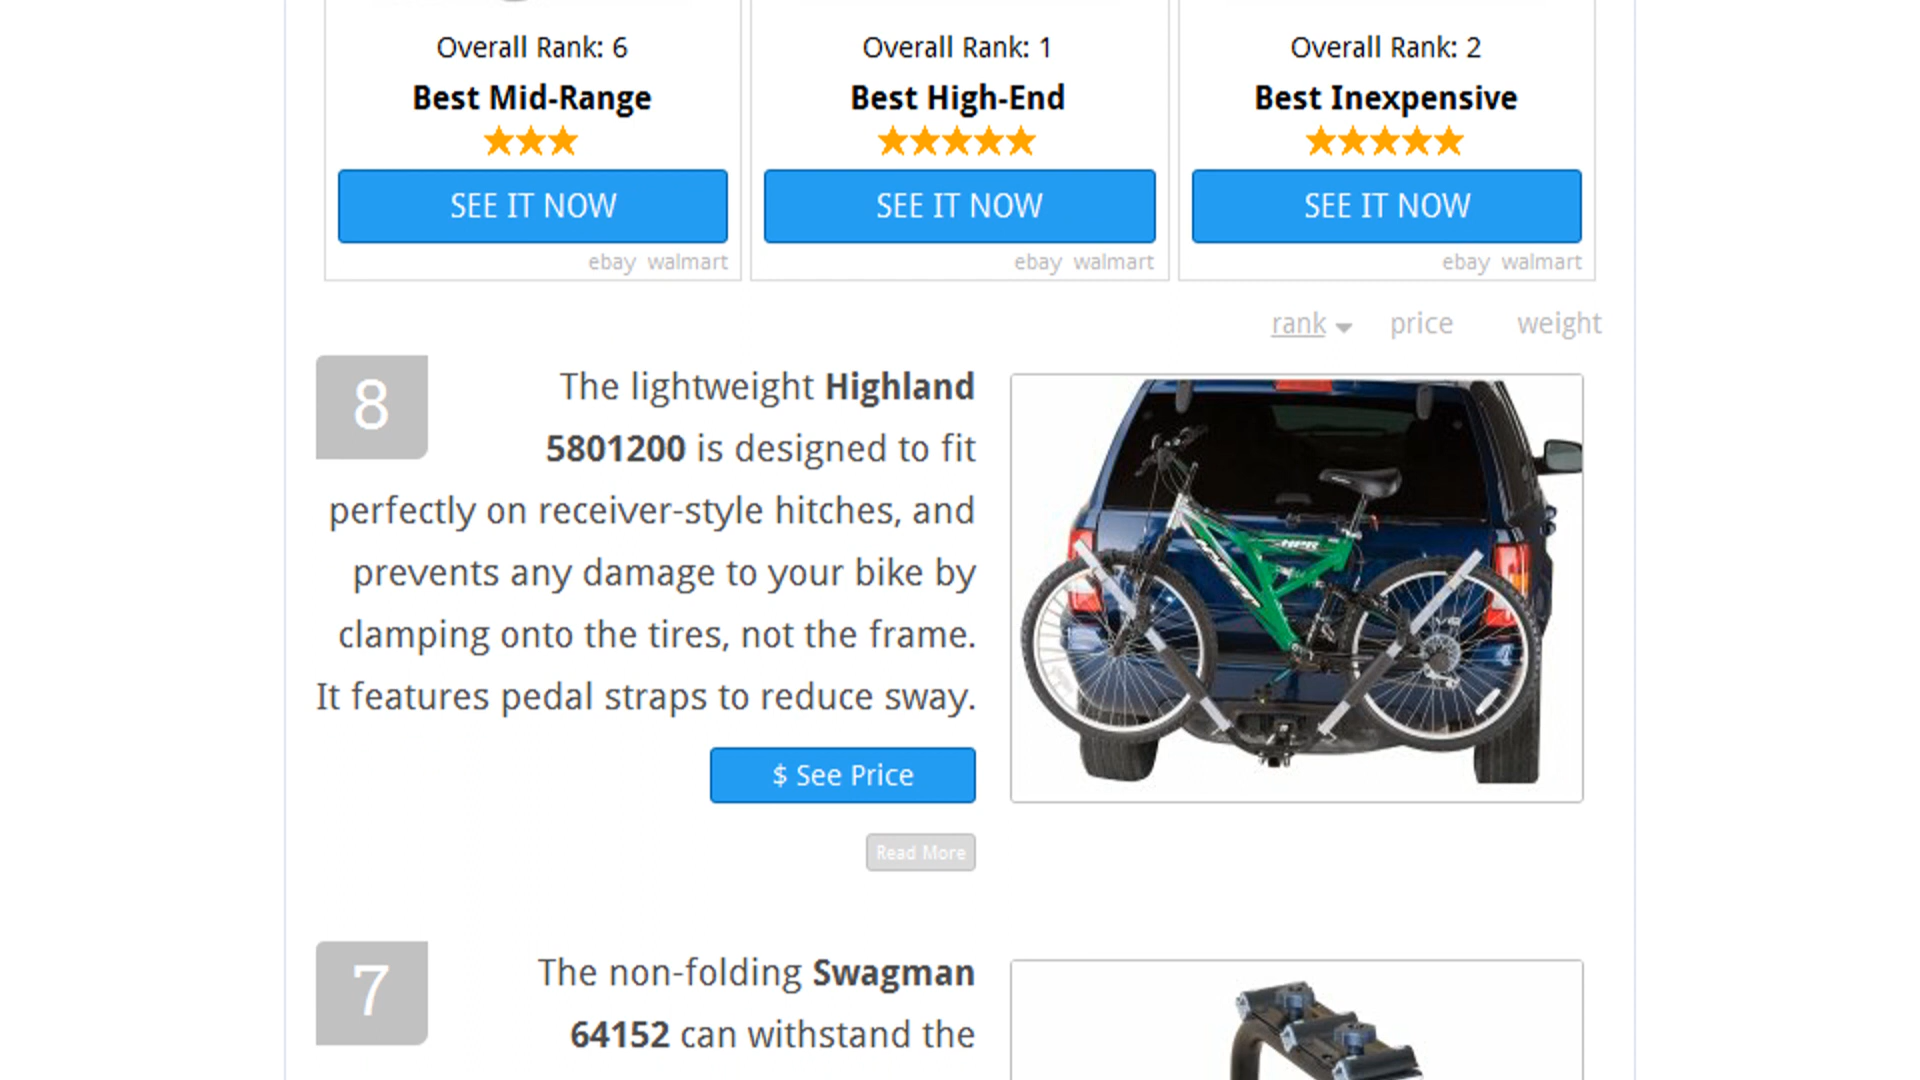 Overall Rank: 6
Best Mid-Range
SEE IT NOW
ebay walmart
Overall Rank: 1
Best High-End
SEE IT NOW
ebay walmart
Overall Rank: 2
Best Inexpensive
SEE IT NOW
ebay walmart
rank price weight
8
The lightweight Highland
5801200 is designed to fit
perfectly on receiver-style hitches, and
prevents any damage to your bike by
clamping onto the tires, not the frame.
It features pedal straps to reduce sway.
$ See Price
Read More
7
The non-folding Swagman
64152 can withstand the